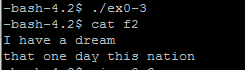 -bash-4.2$ ./ex0-3
-bash-4.2$ cat f2
I have a dream
that one day this nation